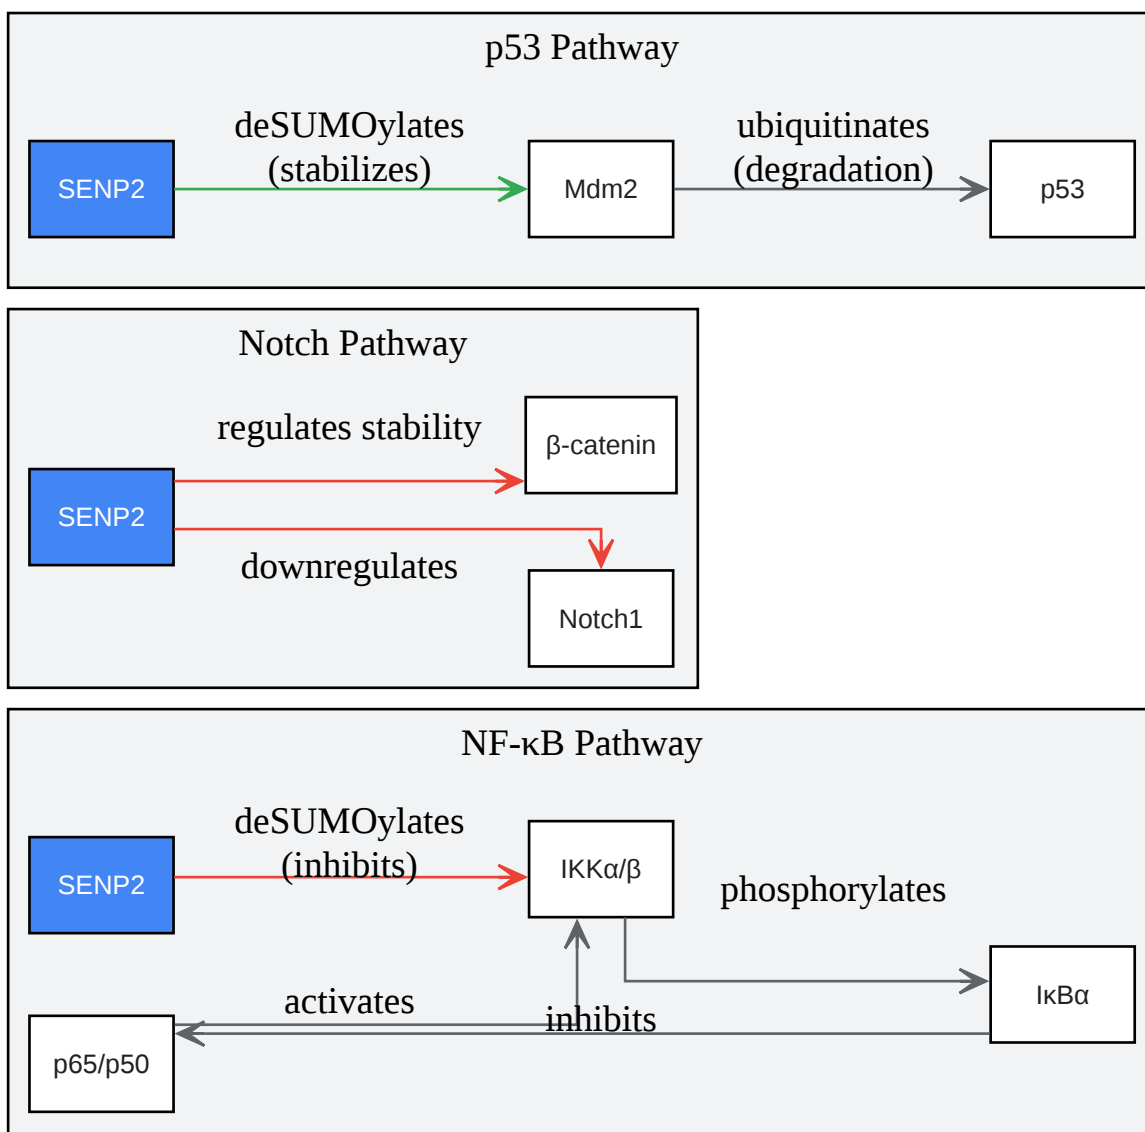 p53 Pathway
deSUMOylates
(stabilizes)
ubiquitinates
(degradation)
SENP2
Mdm2
p53
Notch Pathway
regulates stability
β-catenin
SENP2
downregulates
Notch1
NF-κB Pathway
deSUMOylates
(inhibits)
SENP2
IKKα/β
phosphorylates
activates
inhibits
IκBα
p65/p50